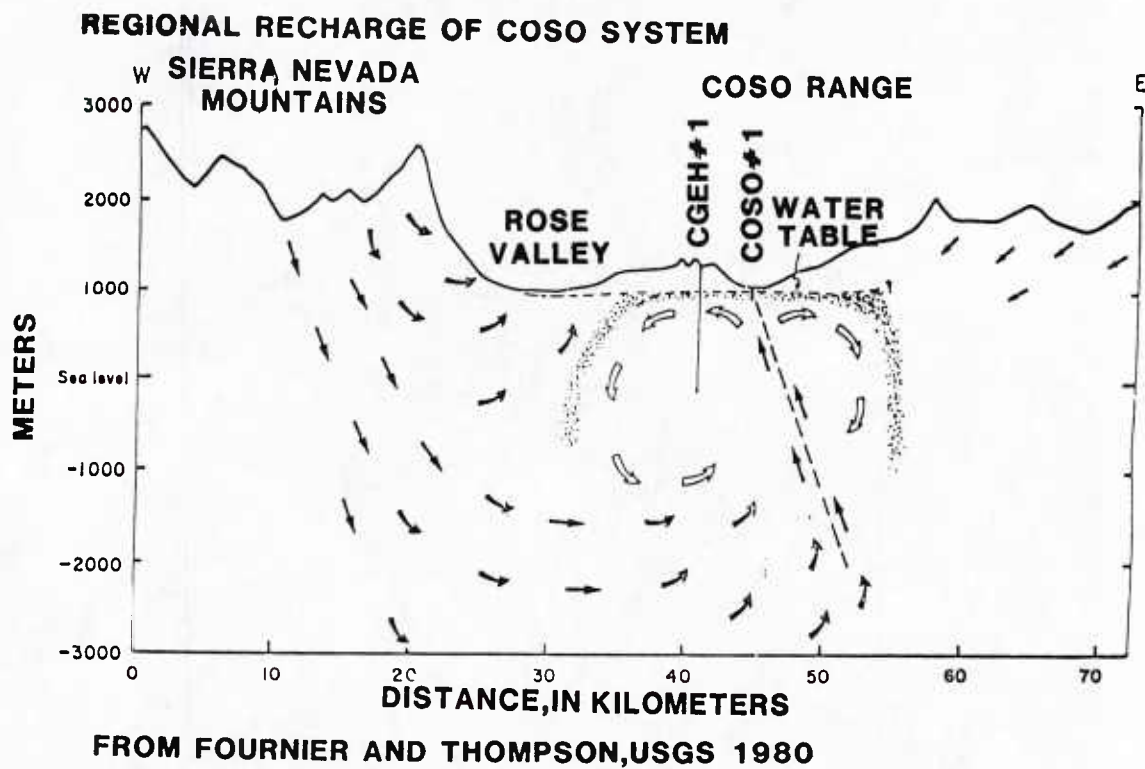 REGIONAL RECHARGE OF COSO SYSTEM
W SIERRA NEVADA
MOUNTAINS
COSO RANGE
E
3000
2000
1000
Sea level
-1000
-2000
-3000
METERS
ROSE
VALLEY
CGEH#1
COSO#1
WATER
TABLE
0
10
20
30
40
50
60
70
DISTANCE,IN KILOMETERS
FROM FOURNIER AND THOMPSON,USGS 1980